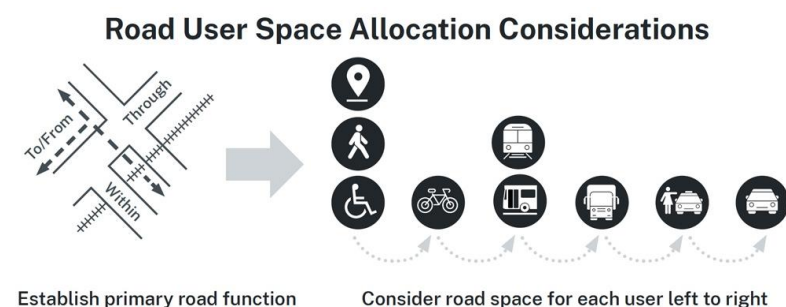 Road User Space Allocation Considerations
Through
To/From
Within
Establish primary road function
Consider road space for each user left to right